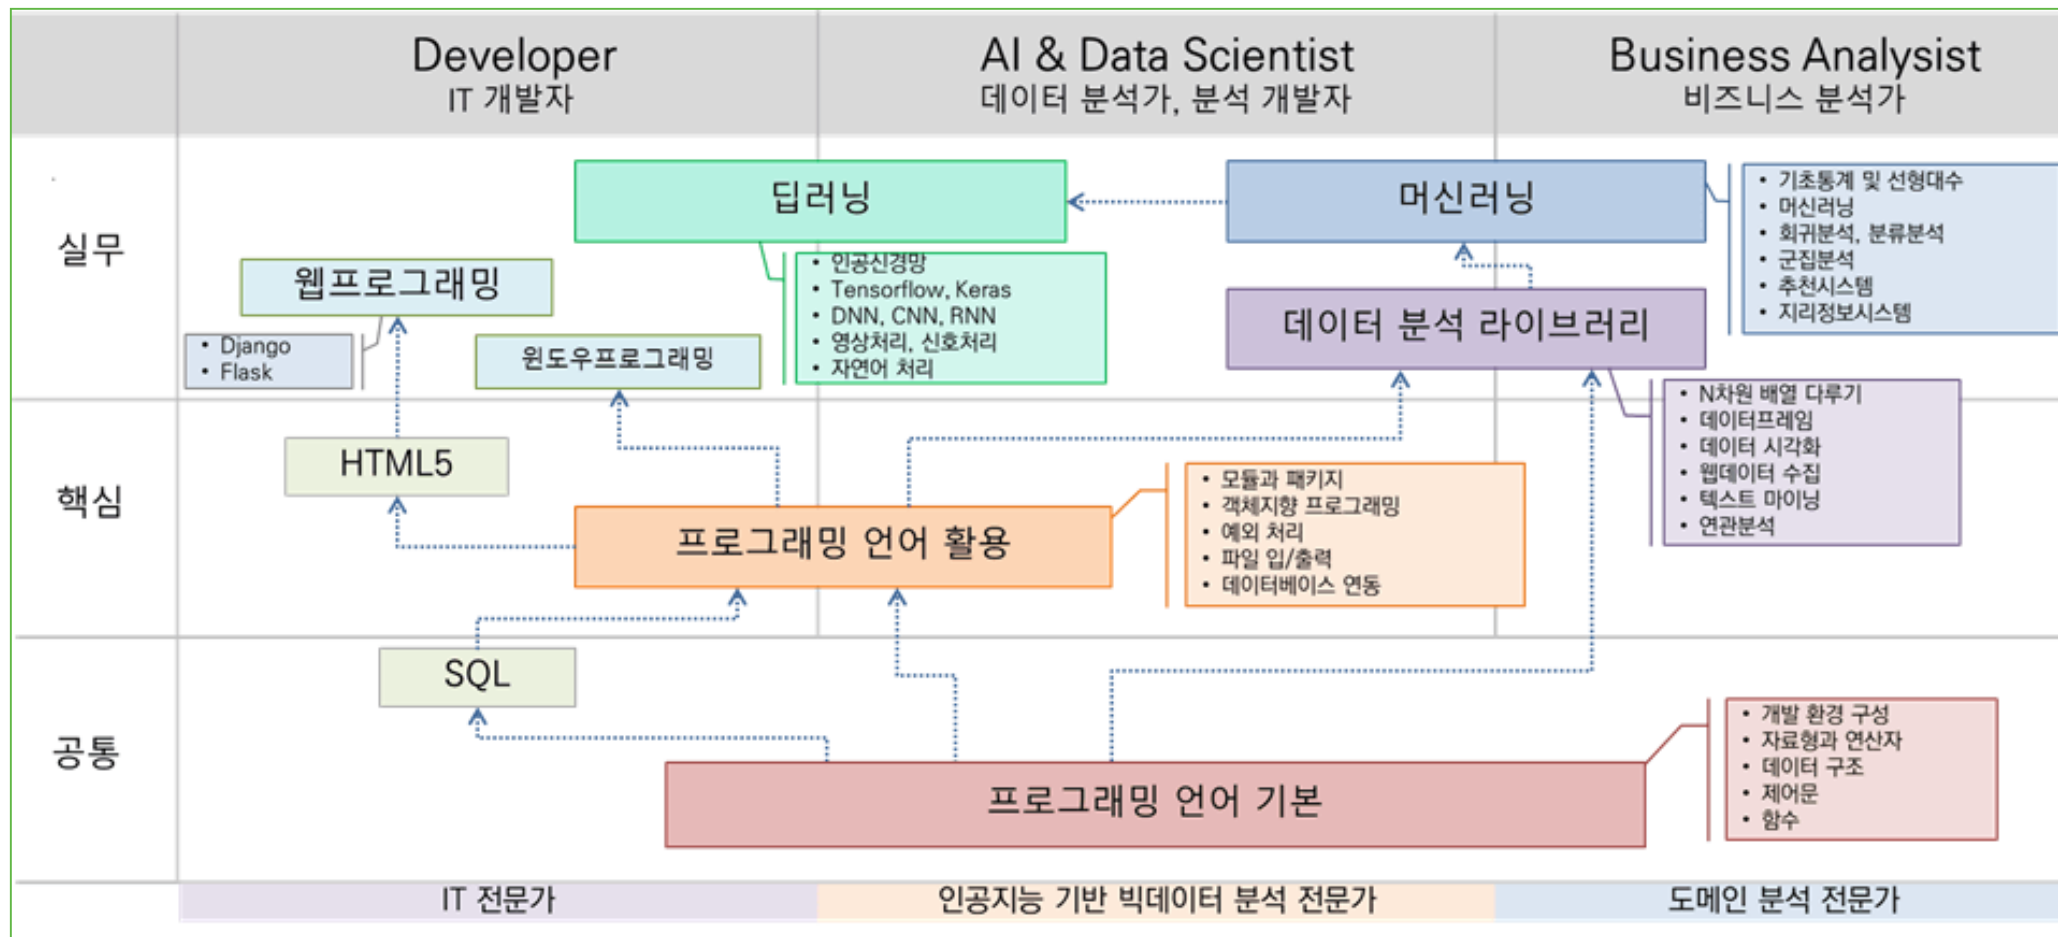 Developer
IT 개발자
AI & Data Scientist
데이터 분석가, 분석 개발자
Business Analysist
비즈니스 분석가
실무
딥러닝
• 인공신경망
• Tensorflow, Keras
• DNN, CNN, RNN
• 영상처리, 신호처리
• 자연어 처리
머신러닝
• 기초통계 및 선형대수
• 머신러닝
• 회귀분석, 분류분석
• 군집분석
• 추천시스템
• 지리정보시스템
웹프로그래밍
• Django
• Flask
윈도우프로그래밍
데이터 분석 라이브러리
• N차원 배열 다루기
• 데이터프레임
• 데이터 시각화
• 웹데이터 수집
• 텍스트 마이닝
• 연관분석
핵심
HTML5
프로그래밍 언어 활용
• 모듈과 패키지
• 객체지향 프로그래밍
• 예외 처리
• 파일 입/출력
• 데이터베이스 연동
공통
SQL
프로그래밍 언어 기본
• 개발 환경 구성
• 자료형과 연산자
• 데이터 구조
• 제어문
• 함수
IT 전문가
인공지능 기반 빅데이터 분석 전문가
도메인 분석 전문가